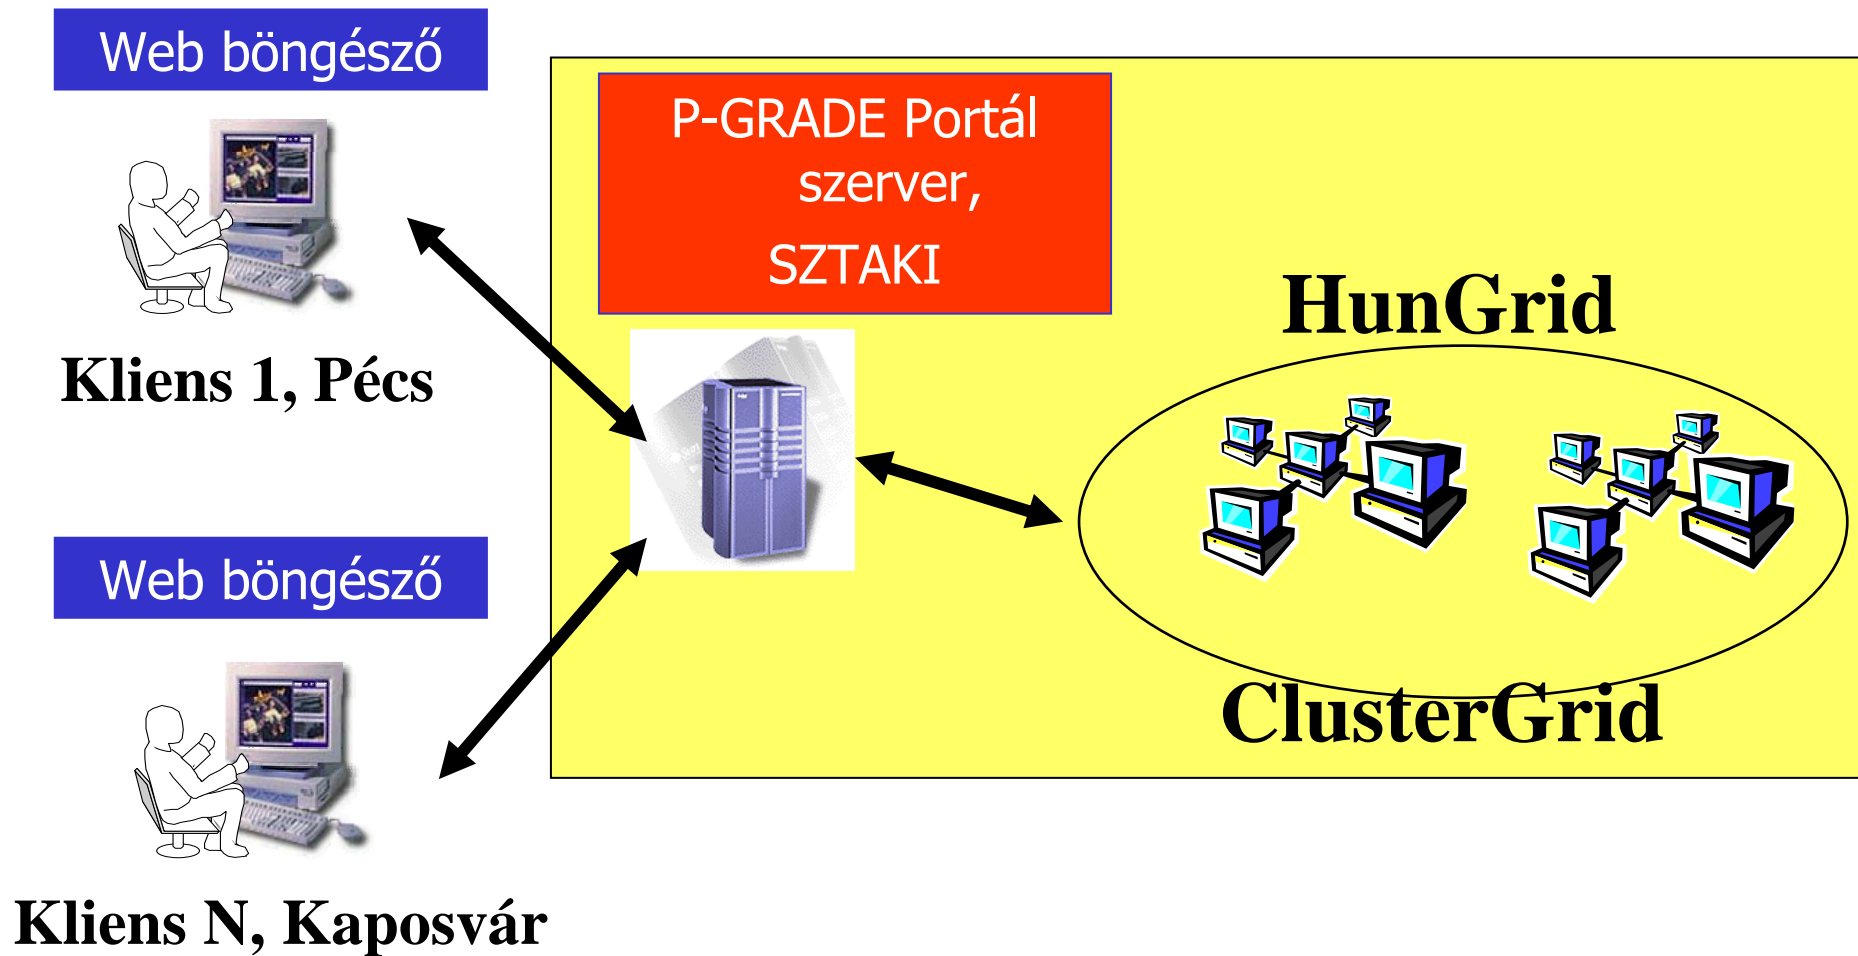 Web böngésző
P-GRADE Portál
szerver,
SZTAKI
Kliens 1, Pécs
HunGrid
ClusterGrid
Web böngésző
Kliens N, Kaposvár